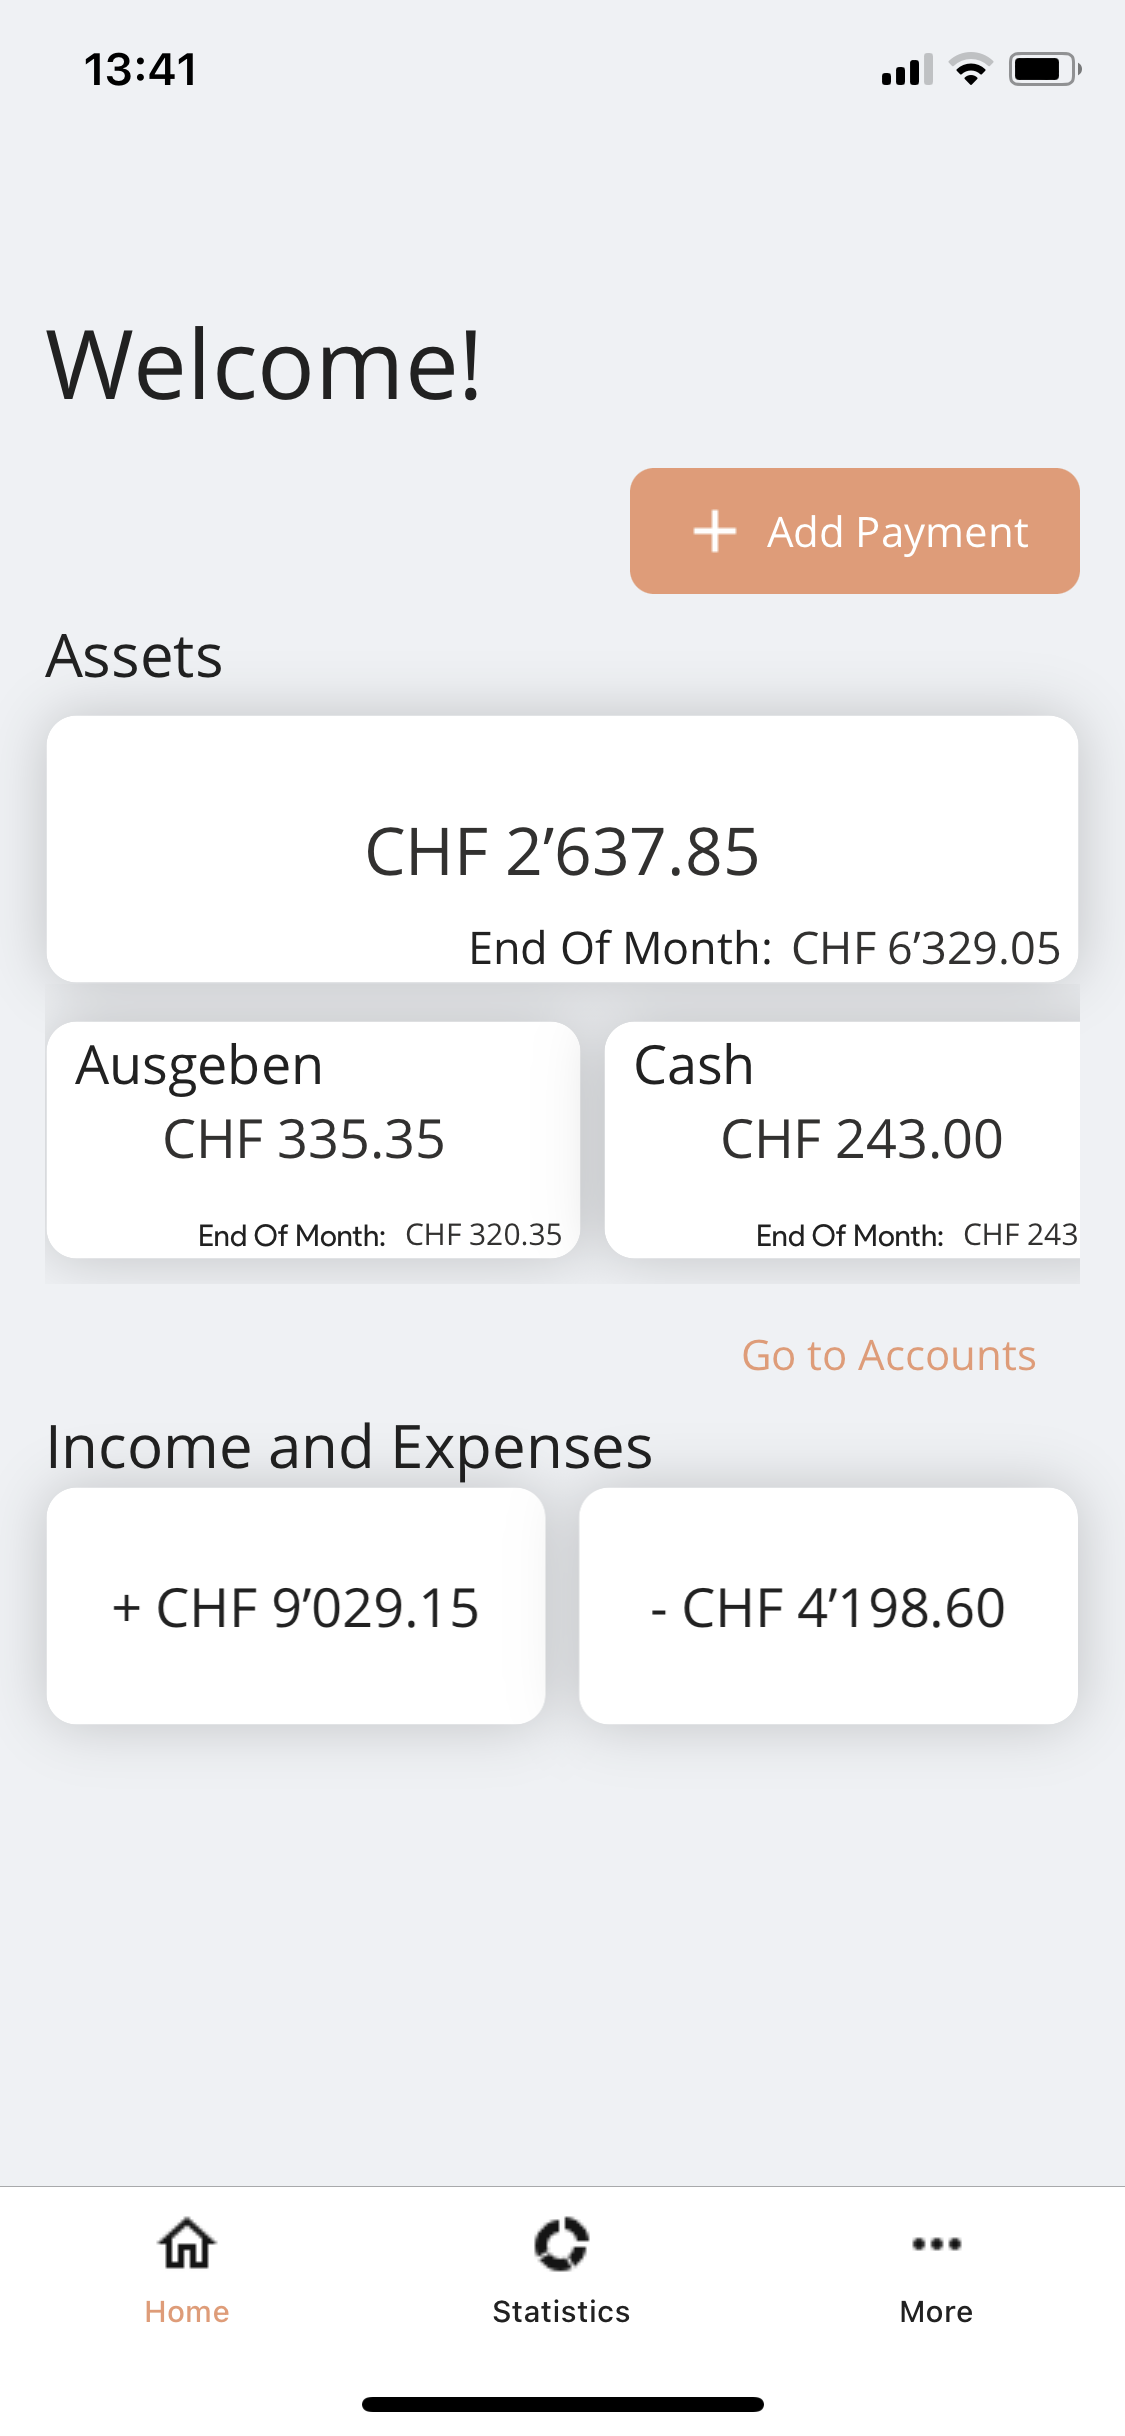 13:41
Welcome!
Add Payment
Assets
CHF 2’637.85
End Of Month: CHF 6’329.05
Ausgeben
CHF 335.35
End Of Month: CHF 320.35
Cash
CHF 243.00
End Of Month: CHF 243
Go to Accounts
Income and Expenses
+ CHF 9’029.15
- CHF 4’198.60
Home
Statistics
More